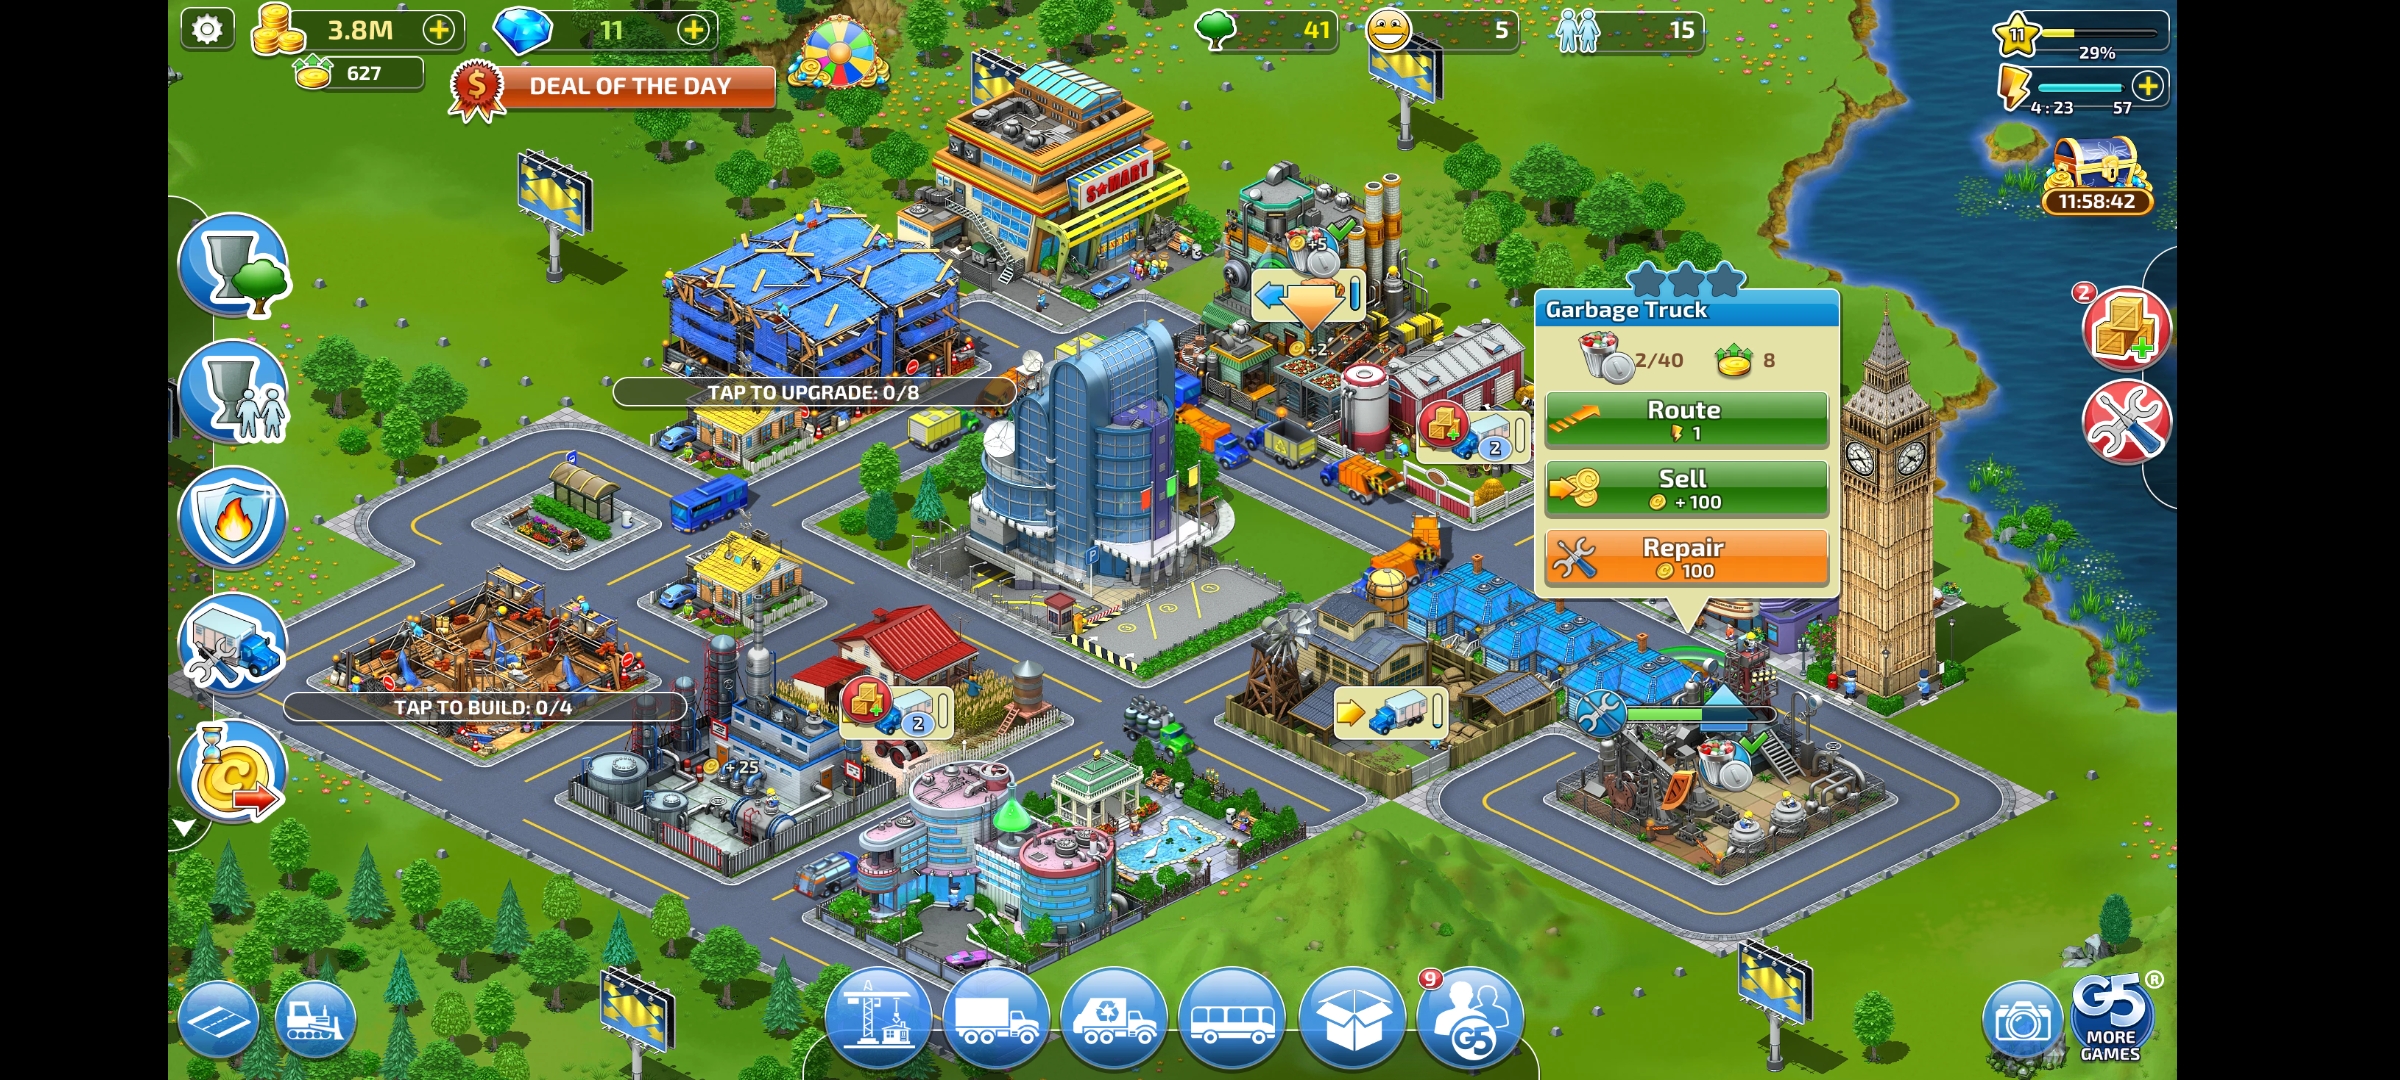 3.8M
11
41
5
15
11
29%
627
DEAL OF THE DAY
4:23
57
S★MART
11:58:42
+5
2
Garbage Truck
2/40
8
+2
TAP TO UPGRADE: 0/8
Route
1
2
Sell
+ 100
Repair
100
TAP TO BUILD: 0/4
2
+25
9
G5
G5®
MORE
GAMES